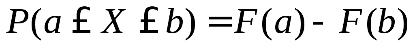 P(a £ X £ b) = F(a) - F(b)